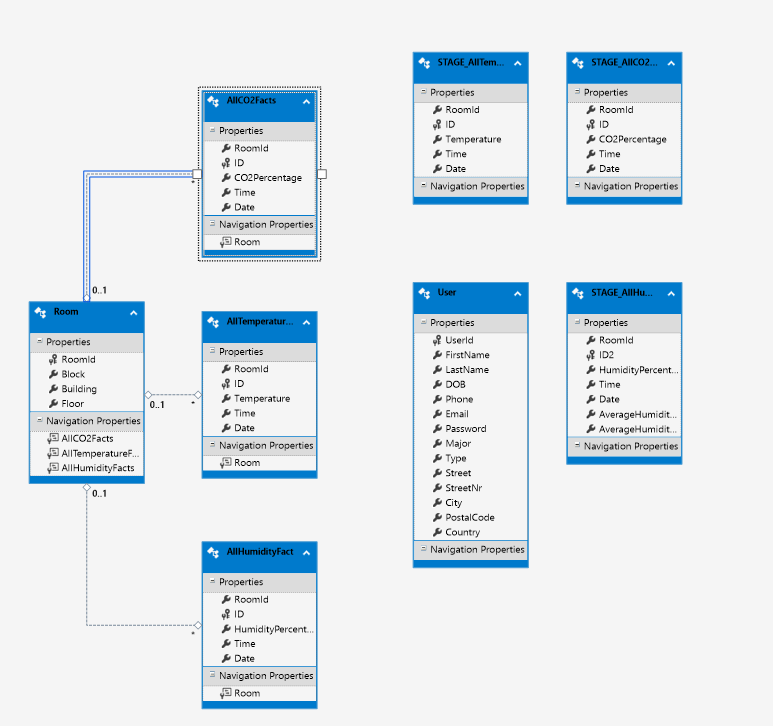 AllCO2Facts
Properties
RoomId
ID
CO2Percentage
Time
Date
Navigation Properties
Room
*
0..1
Room
Properties
RoomId
Block
Building
Floor
Navigation Properties
AllCO2Facts
AllTemperatureF...
AllHumidityFacts
0..1
*
0..1
*
AllTemperatur...
Properties
RoomId
ID
Temperature
Time
Date
Navigation Properties
Room
AllHumidityFact
Properties
RoomId
ID
HumidityPercent...
Time
Date
Navigation Properties
Room
STAGE_AllTem...
Properties
RoomId
ID
Temperature
Time
Date
Navigation Properties
STAGE_AllCO2...
Properties
RoomId
ID
CO2Percentage
Time
Date
Navigation Properties
User
Properties
UserId
FirstName
LastName
DOB
Phone
Email
Password
Major
Type
Street
StreetNr
City
PostalCode
Country
Navigation Properties
STAGE_AllHu...
Properties
RoomId
ID2
HumidityPercent...
Time
Date
AverageHumidit...
AverageHumidit...
Navigation Properties